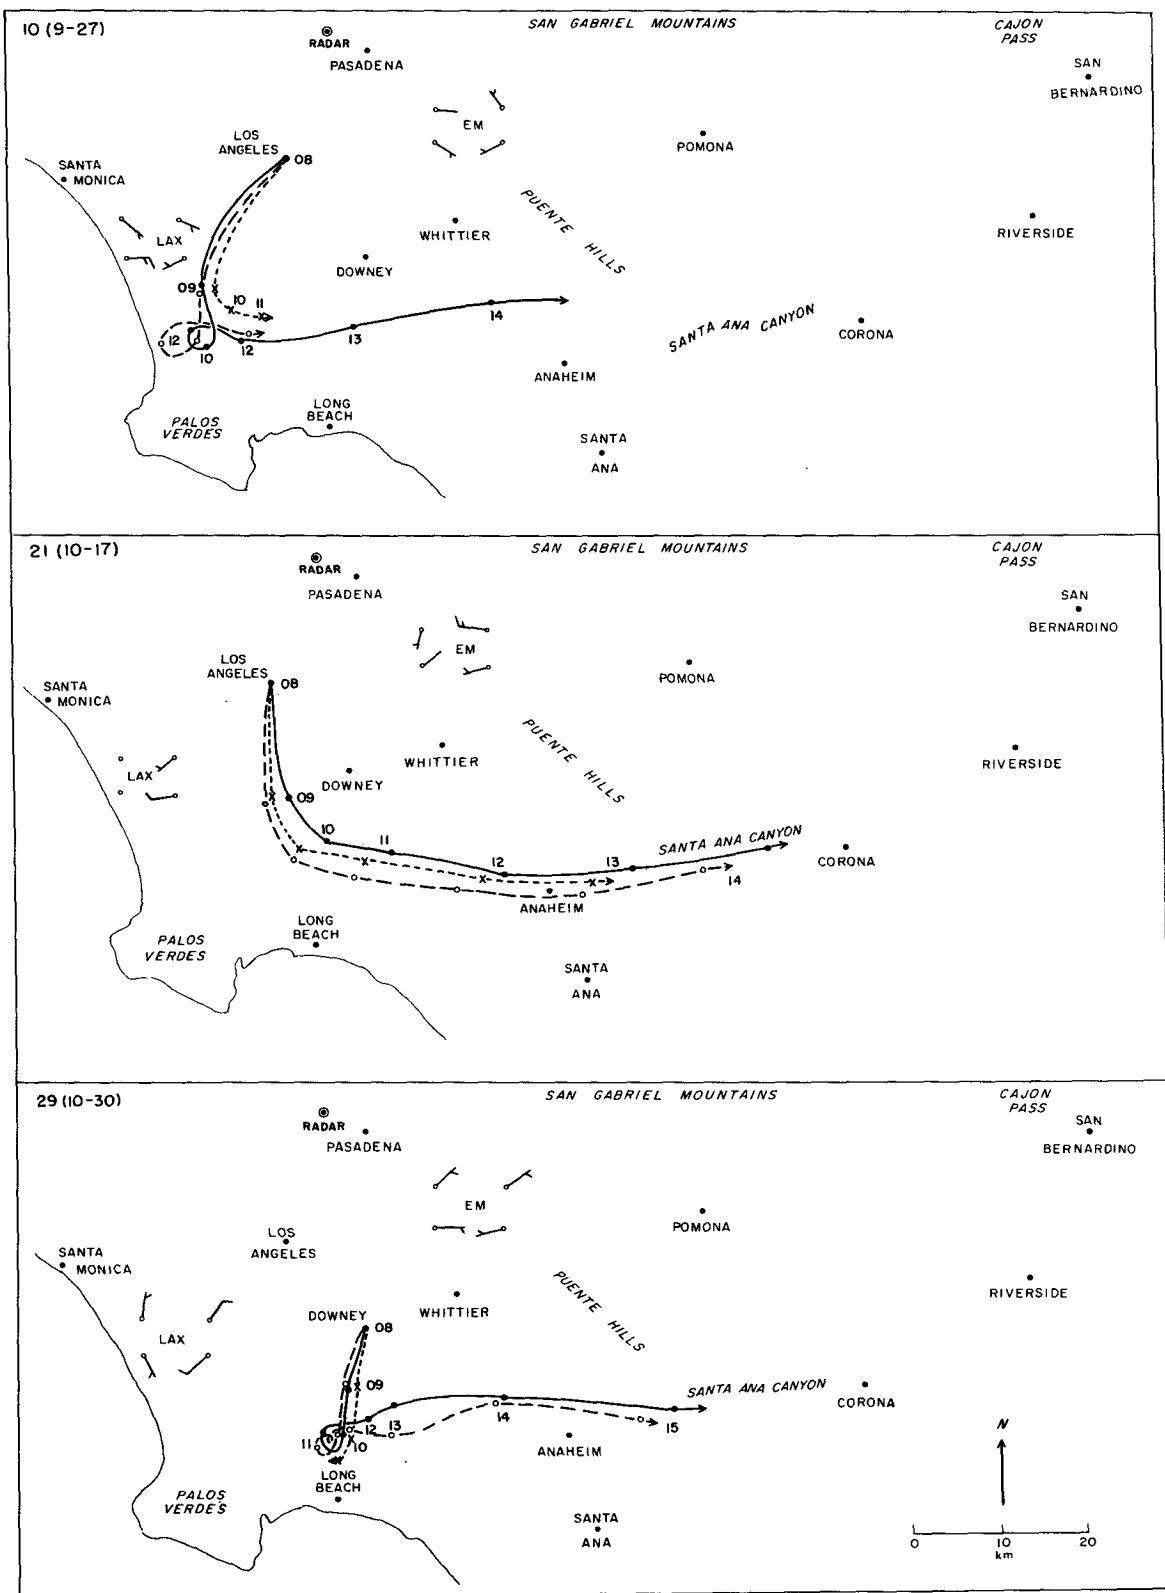 10 (9-27)
SAN GABRIEL MOUNTAINS
CAJON
PASS
RADAR
PASADENA
SAN
BERNARDINO
EM
LOS
ANGELES
08
POMONA
SANTA
MONICA
PUENTE HILLS
WHITTIER
RIVERSIDE
LAX
DOWNEY
09
10 11
14
SANTA ANA CANYON
12
10
12
13
CORONA
ANAHEIM
LONG
BEACH
PALOS
VERDES
SANTA
ANA
21 (10-17)
SAN GABRIEL MOUNTAINS
CAJON
PASS
RADAR
PASADENA
SAN
BERNARDINO
EM
LOS
ANGELES
08
POMONA
SANTA
MONICA
PUENTE HILLS
WHITTIER
RIVERSIDE
LAX
DOWNEY
09
10
11
12
13
SANTA ANA CANYON
CORONA
14
ANAHEIM
LONG
BEACH
PALOS
VERDES
SANTA
ANA
29 (10-30)
SAN GABRIEL MOUNTAINS
CAJON
PASS
RADAR
PASADENA
SAN
BERNARDINO
EM
POMONA
LOS
ANGELES
SANTA
MONICA
PUENTE HILLS
RIVERSIDE
DOWNEY
08
WHITTIER
LAX
09
SANTA ANA CANYON
CORONA
12 13
14
15
11
10
ANAHEIM
N
LONG
BEACH
PALOS
VERDES
SANTA
ANA
0 10 20
km